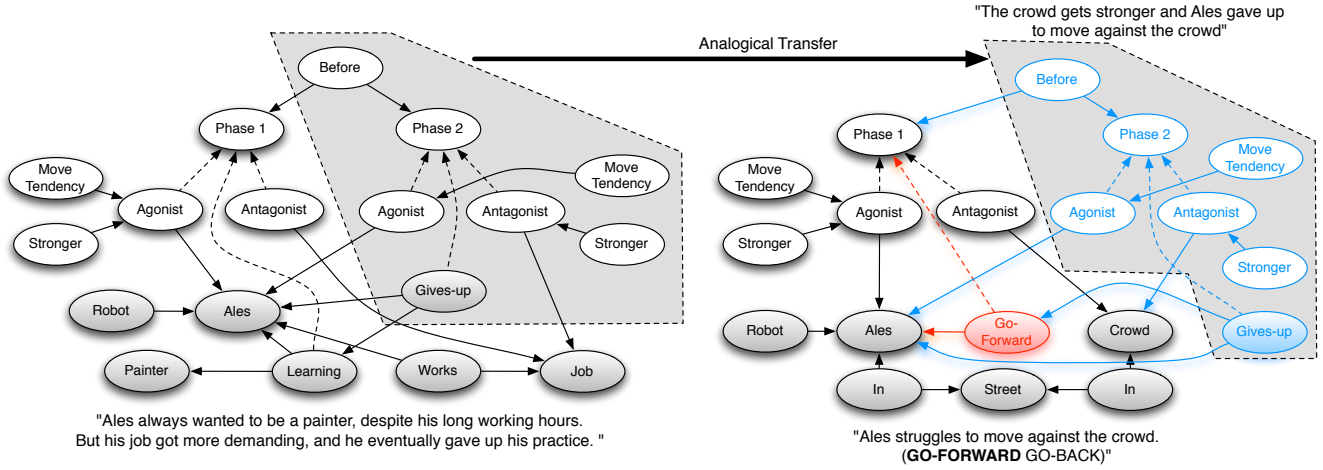 "The crowd gets stronger and Ales gave up
to move against the crowd"
Analogical Transfer
Before
Phase 1
Phase 2
Move
Tendency
Agonist
Antagonist
Stronger
Agonist
Antagonist
Move
Tendency
Stronger
Gives-up
Robot
Ales
Painter
Learning
Works
Job
"Ales always wanted to be a painter, despite his long working hours.
But his job got more demanding, and he eventually gave up his practice. "
Before
Phase 1
Phase 2
Move
Tendency
Move
Tendency
Agonist
Antagonist
Agonist
Antagonist
Stronger
Stronger
Robot
Ales
Go-
Forward
Crowd
Gives-up
In
Street
In
"Ales struggles to move against the crowd.
(GO-FORWARD GO-BACK)"